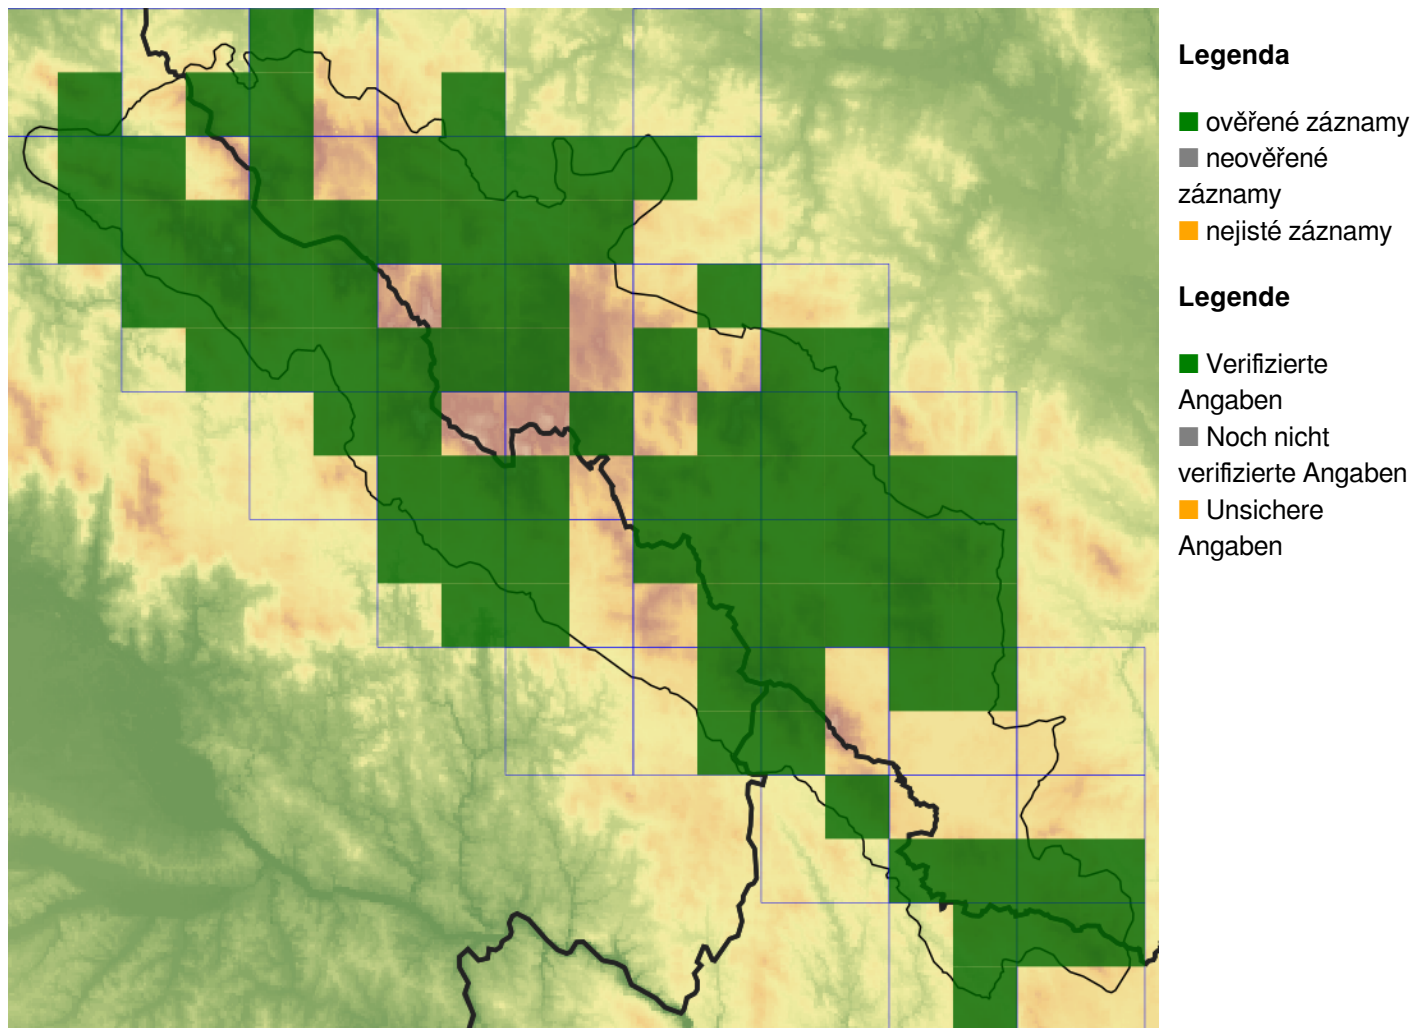 Legenda
ověřené záznamy
neověřené
záznamy
nejisté záznamy
Legende
Verifizierte
Angaben
Noch nicht
verifizierte Angaben
Unsichere
Angaben